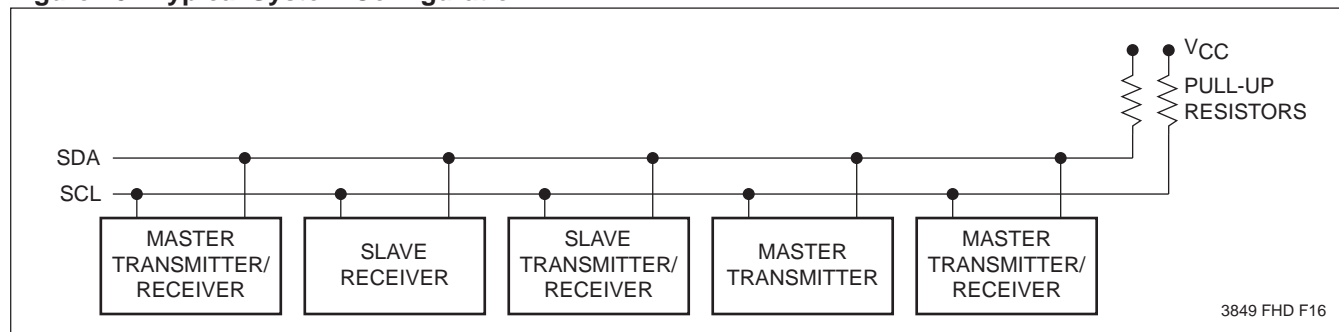 VCC
PULL-UP
RESISTORS
SDA
SCL
MASTER
TRANSMITTER/
RECEIVER
SLAVE
RECEIVER
SLAVE
TRANSMITTER/
RECEIVER
MASTER
TRANSMITTER
MASTER
TRANSMITTER/
RECEIVER
3849 FHD F16